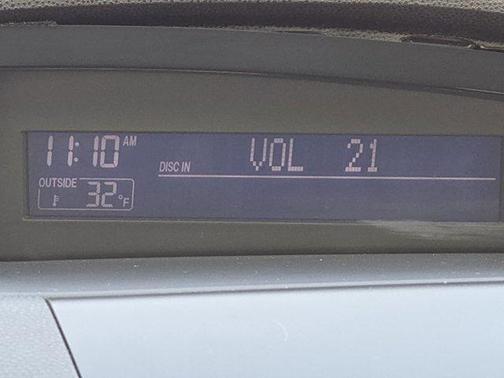 11:10 AM
DISC IN VOL 21
OUTSIDE
32°F